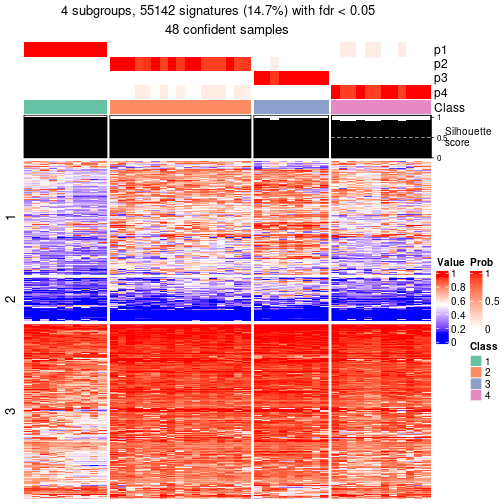 4 subgroups, 55142 signatures (14.7%) with fdr < 0.05
48 confident samples
p1
p2
p3
p4
Class
1
0.5
0
Silhouette
score
1
2
3
Value
1
0.8
0.6
0.4
0.2
0
Prob
1
0.5
0
Class
1
2
3
4